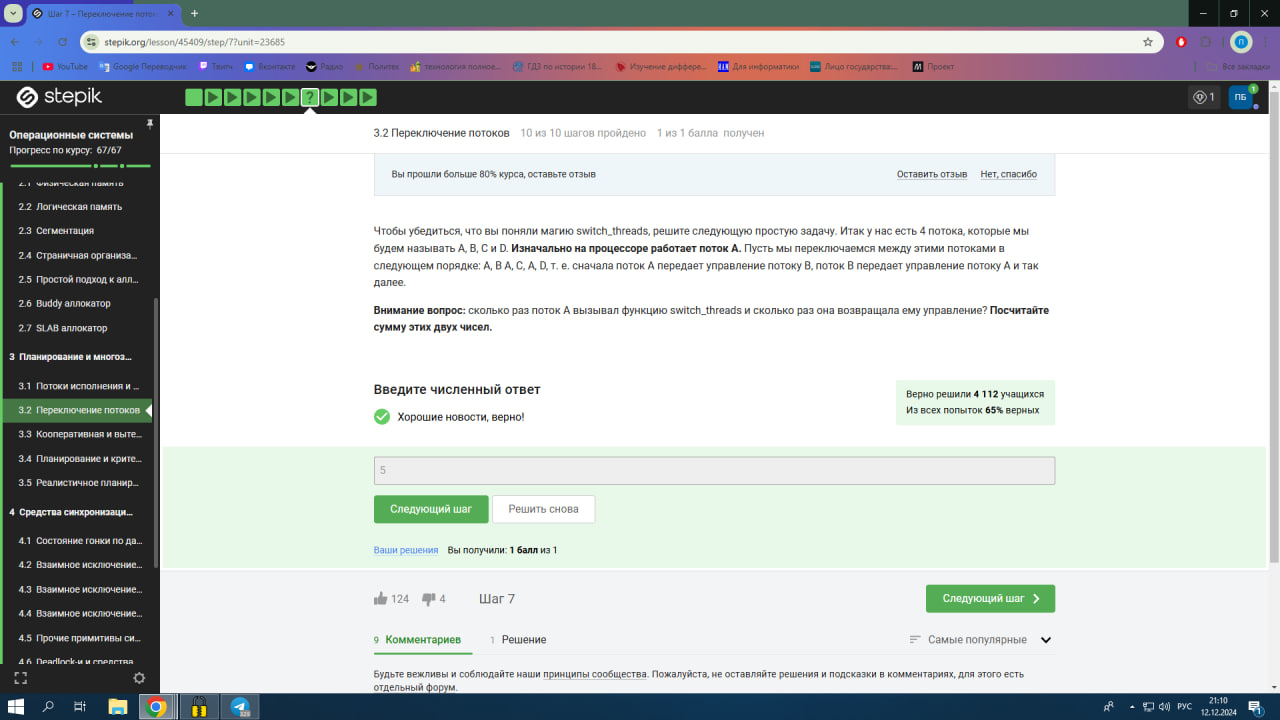 Шаг 7 – Переключение поток
stepik.org/lesson/45409/step/7?unit=23685
П
YouTube
Google Переводчик
Твитч
Вконтакте
Радио
Политек
технология полное...
ГДЗ по истории 18...
Изучение диффере...
Для информатики
Лицо государства:...
Проект
Все закладки
stepik
?
1
ПБ
1
Операционные системы
Прогресс по курсу: 67/67
2.1 Физическая память
2.2 Логическая память
2.3 Сегментация
2.4 Страничная организа...
2.5 Простой подход к алл...
2.6 Buddy аллокатор
2.7 SLAB аллокатор
3 Планирование и многоз...
3.1 Потоки исполнения и ...
3.2 Переключение потоков
3.3 Кооперативная и выте...
3.4 Планирование и крите...
3.5 Реалистичное планир...
4 Средства синхронизаци...
4.1 Состояние гонки по да...
4.2 Взаимное исключение...
4.3 Взаимное исключение...
4.4 Взаимное исключение...
4.5 Прочие примитивы си...
4.6 Deadlock-и и средства
3.2 Переключение потоков 10 из 10 шагов пройдено 1 из 1 балла получен
Вы прошли больше 80% курса, оставьте отзыв
Оставить отзыв Нет, спасибо
Чтобы убедиться, что вы поняли магию switch_threads, решите следующую простую задачу. Итак у нас есть 4 потока, которые мы
будем называть A, B, C и D. Изначально на процессоре работает поток A. Пусть мы переключаемся между этими потоками в
следующем порядке: A, B A, C, A, D, т. е. сначала поток A передает управление потоку B, поток B передает управление потоку A и так
далее.
Внимание вопрос: сколько раз поток A вызывал функцию switch_threads и сколько раз она возвращала ему управление? Посчитайте
сумму этих двух чисел.
Введите численный ответ
Хорошие новости, верно!
Верно решили 4 112 учащихся
Из всех попыток 65% верных
5
Следующий шаг
Решить снова
Ваши решения Вы получили: 1 балл из 1
124 4 Шаг 7
Следующий шаг
9 Комментариев 1 Решение
Самые популярные
Будьте вежливы и соблюдайте наши принципы сообщества. Пожалуйста, не оставляйте решения и подсказки в комментариях, для этого есть
отдельный форум.
РУС
21:10
12.12.2024
1